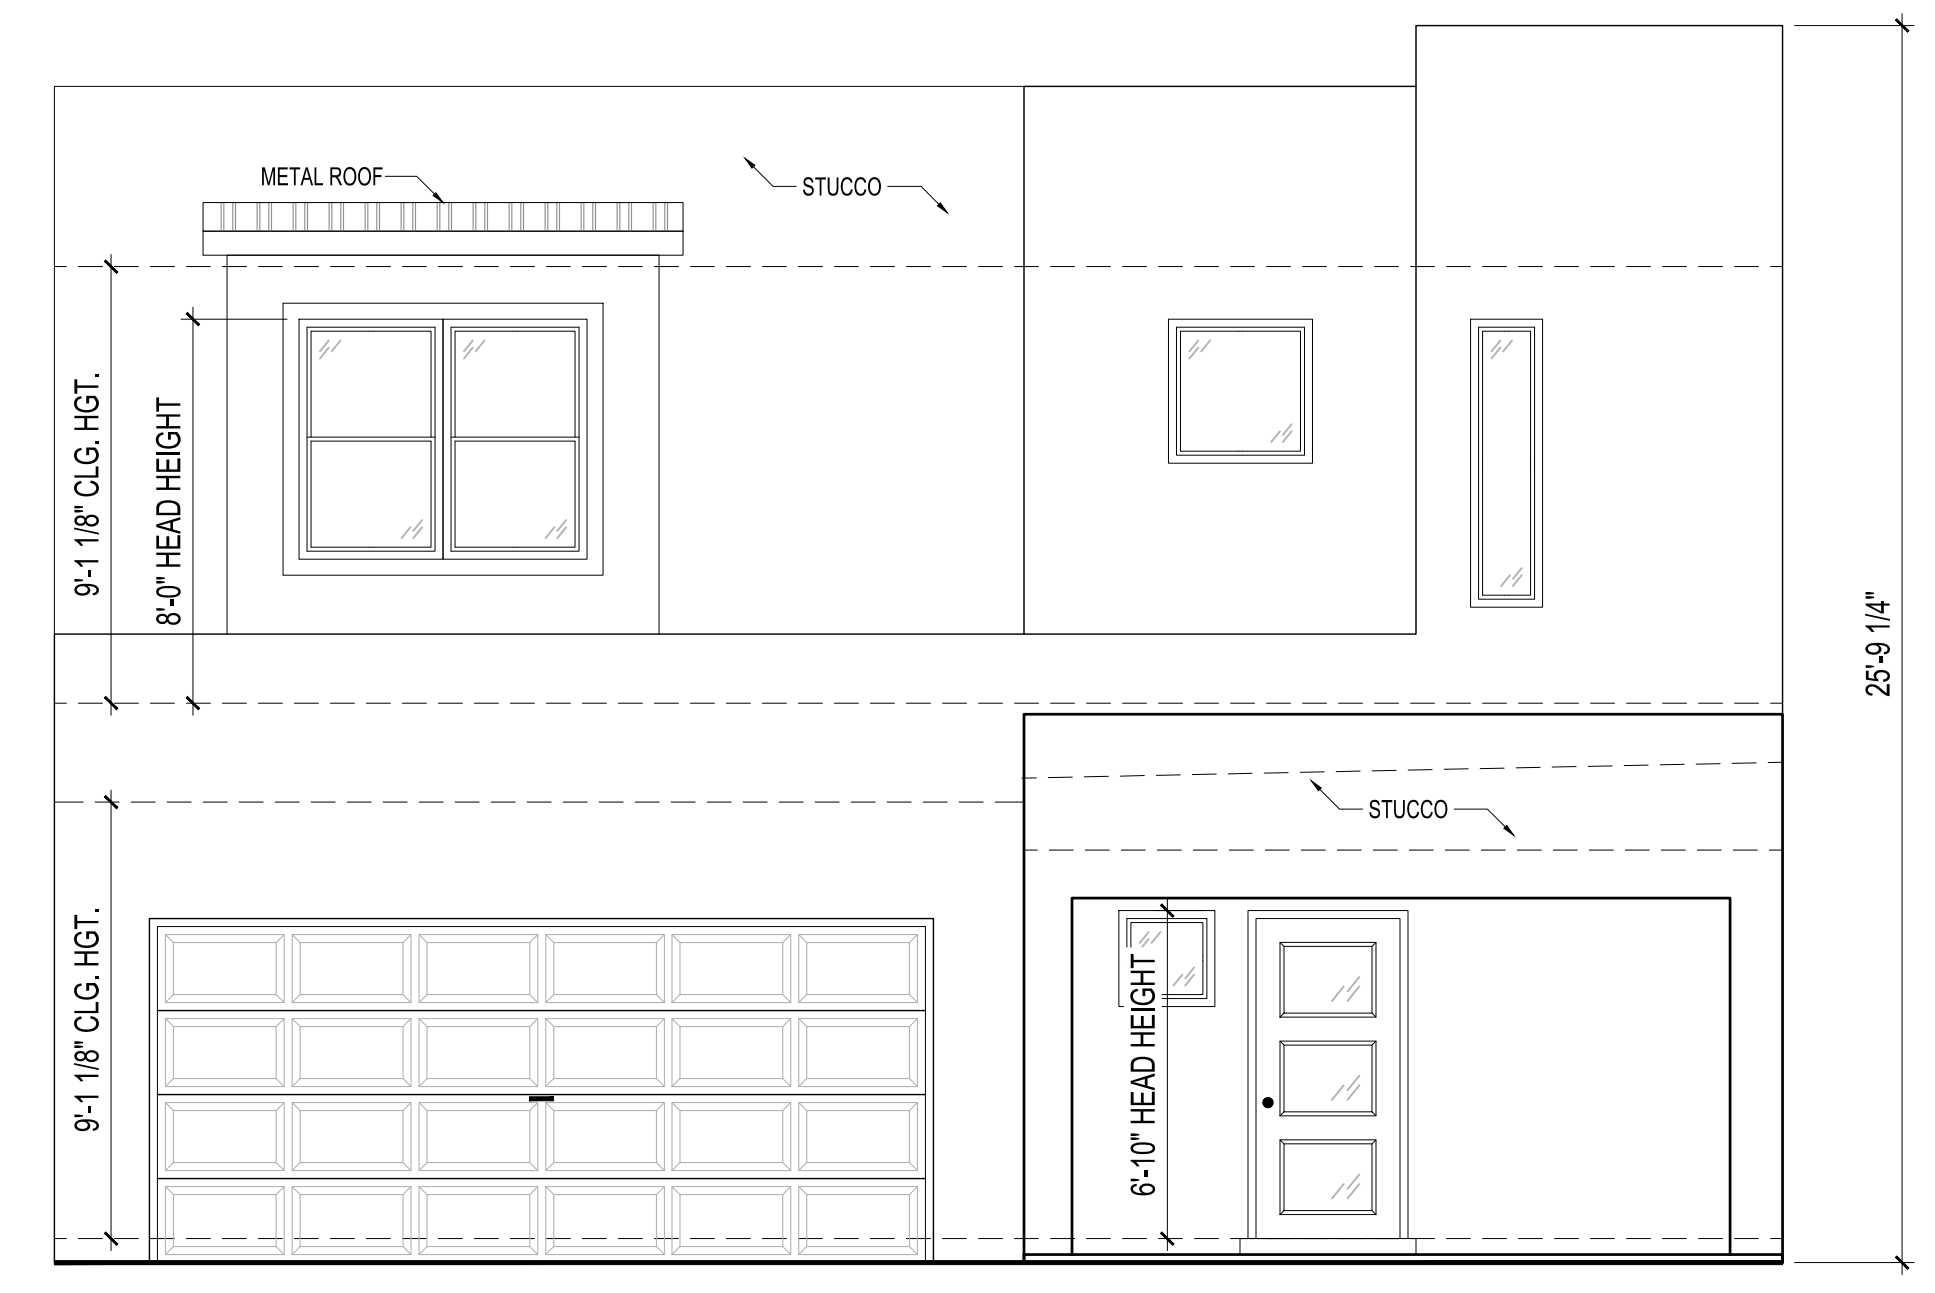 METAL ROOF
STUCCO
9'-1 1/8" CLG. HGT.
8'-0" HEAD HEIGHT
25'-9 1/4"
STUCCO
9'-1 1/8" CLG. HGT.
6'-10" HEAD HEIGHT